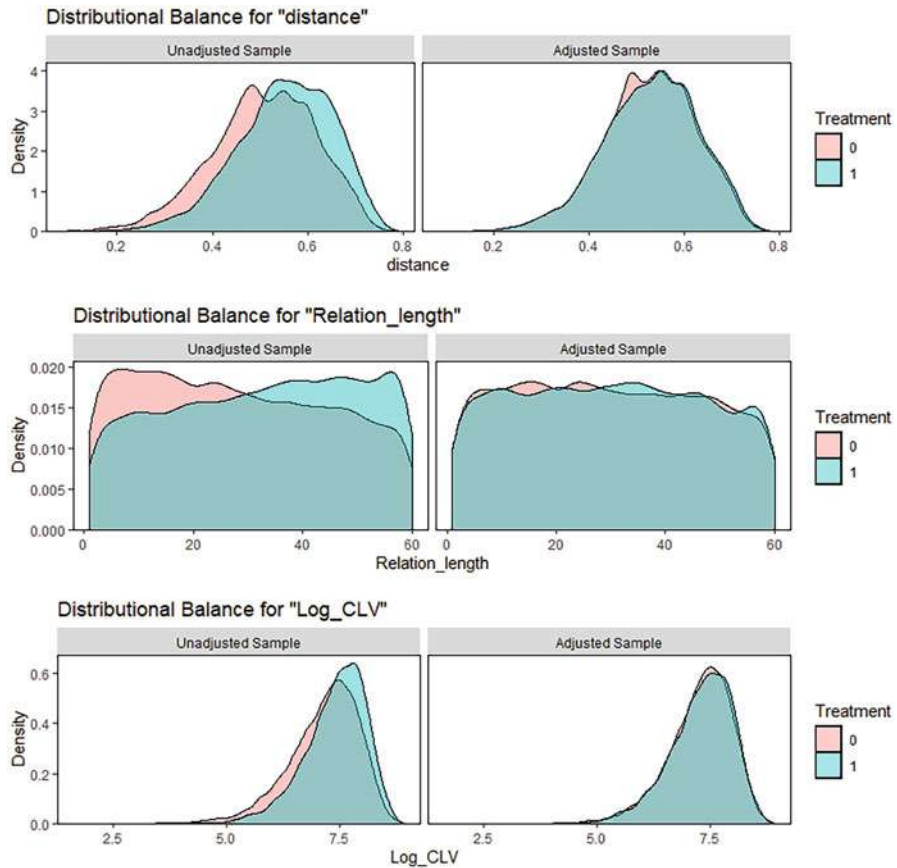 Distributional Balance for "distance"
Unadjusted Sample Adjusted Sample
4
3
2
1
0
Density
0.2 0.4 0.6 0.8 0.2 0.4 0.6 0.8
distance
Treatment
0
1
Distributional Balance for "Relation_length"
Unadjusted Sample Adjusted Sample
0.020
0.015
0.010
0.005
0.000
Density
0 20 40 60 0 20 40 60
Relation_length
Treatment
0
1
Distributional Balance for "Log_CLV"
Unadjusted Sample Adjusted Sample
0.6
0.4
0.2
0.0
Density
2.5 5.0 7.5 2.5 5.0 7.5
Log_CLV
Treatment
0
1